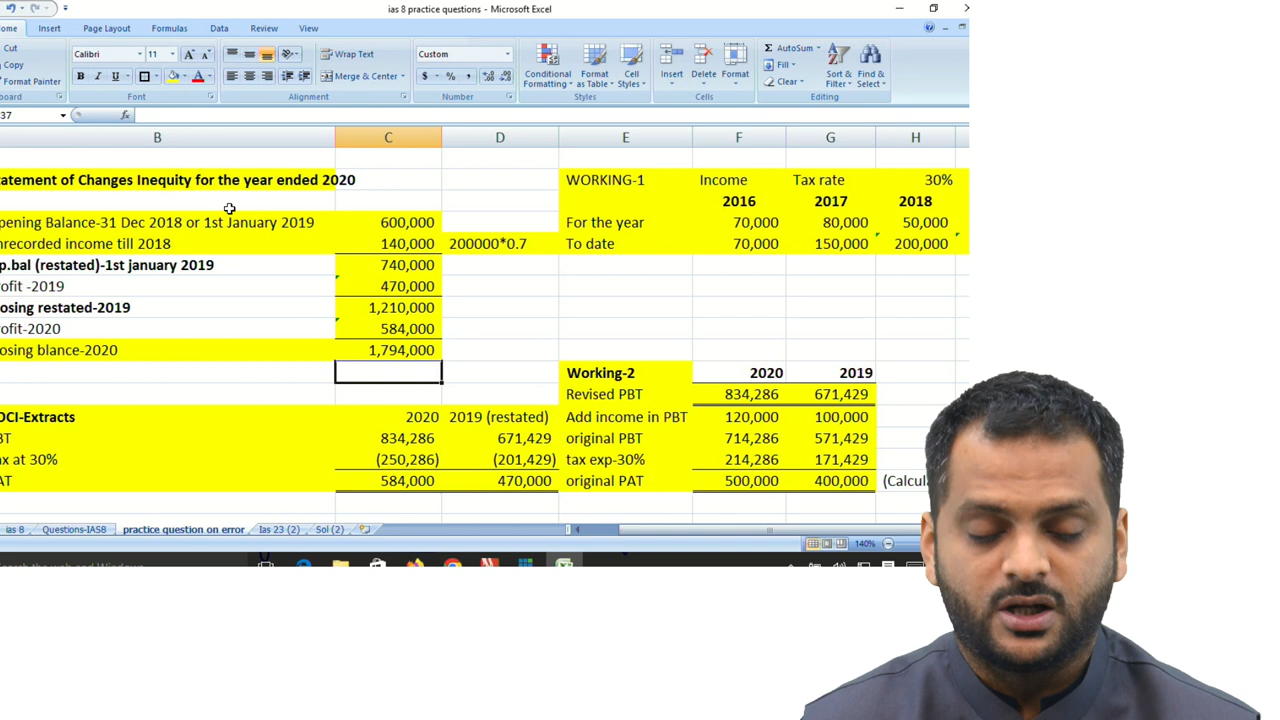 ias 8 practice questions - Microsoft Excel
Insert Page Layout Formulas Data Review View
Cut
Copy
Format Painter
Calibri 11
Wrap Text
Merge & Center
Custom
Conditional Formatting
Format as Table
Cell Styles
Insert Delete Format
AutoSum
Fill
Clear
Sort & Filter
Find & Select
Font Alignment Number Styles Cells Editing
37 fx
B C D E F G H
tatement of Changes Inequity for the year ended 2020 WORKING-1 Income Tax rate 30%
2016 2017 2018
pening Balance-31 Dec 2018 or 1st January 2019 600,000 For the year 70,000 80,000 50,000
nrecorded income till 2018 140,000 200000*0.7 To date 70,000 150,000 200,000
p.bal (restated)-1st january 2019 740,000
ofit -2019 470,000
osing restated-2019 1,210,000
ofit-2020 584,000
osing blance-2020 1,794,000
Working-2 2020 2019
Revised PBT 834,286 671,429
OCI-Extracts 2020 2019 (restated) Add income in PBT 120,000 100,000
BT 834,286 671,429 original PBT 714,286 571,429
ax at 30% (250,286) (201,429) tax exp-30% 214,286 171,429
AT 584,000 470,000 original PAT 500,000 400,000 (Calcul
ias 8 Questions-IAS8 practice question on error Ias 23 (2) Sol (2)
140%